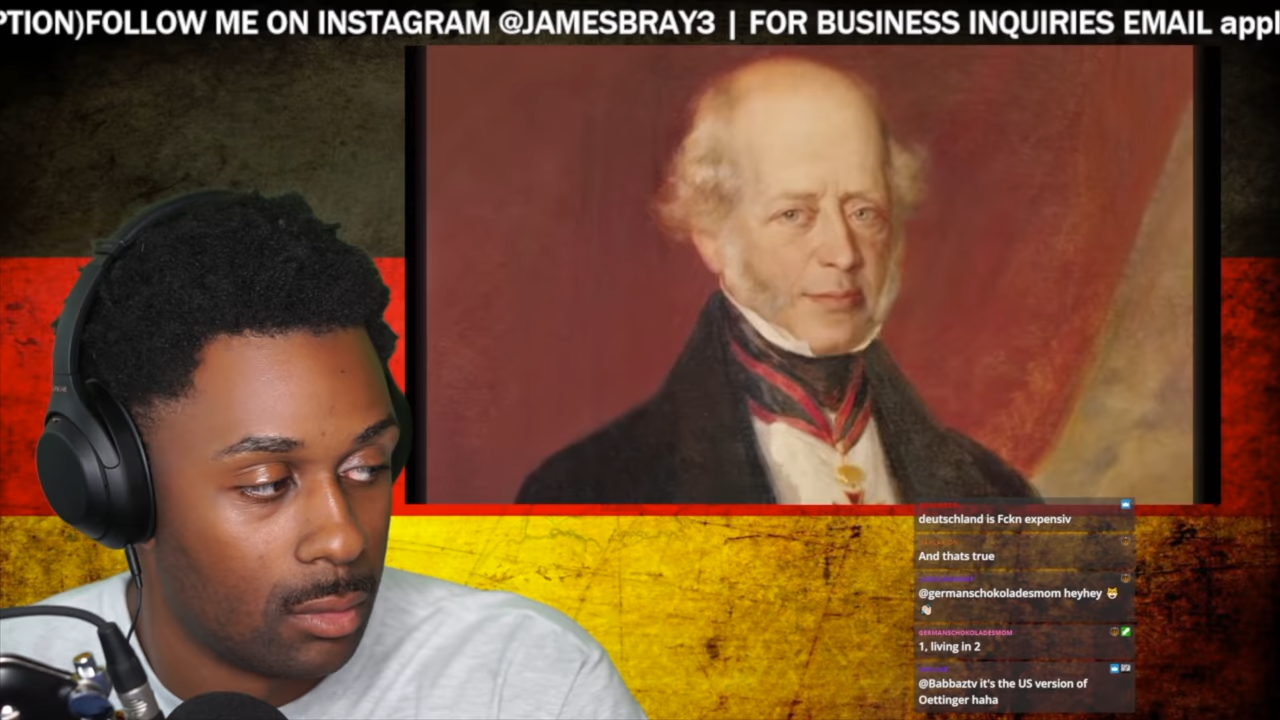 PTION)FOLLOW ME ON INSTAGRAM @JAMESBRAY3 | FOR BUSINESS INQUIRIES EMAIL appl
deutschland is Fckn expensiv
And thats true
@germanschokoladesmom heyhey
GERMANSCHOKOLADESMOM
1, living in 2
@Babbaztv it's the US version of
Oettinger haha